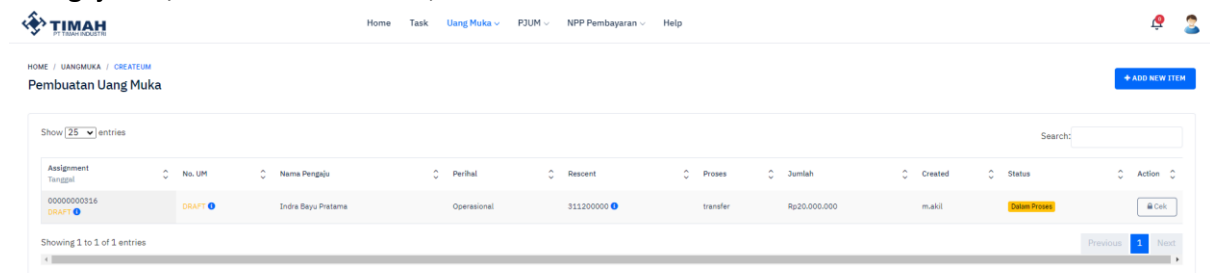 TIMAH
PT TIMAH INDUSTRI
Home Task Uang Muka PJUM NPP Pembayaran Help
HOME / UANGMUKA / CREATEUM
Pembuatan Uang Muka
+ ADD NEW ITEM
Show 25 entries
Search:
Assignment
Tanggal
No. UM
Nama Pengaju
Perihal
Rescent
Proses
Jumlah
Created
Status
Action
00000000316
DRAFT
DRAFT
Indra Bayu Pratama
Operasional
311200000
transfer
Rp20.000.000
m.akil
Dalam Proses
Cek
Showing 1 to 1 of 1 entries
Previous 1 Next